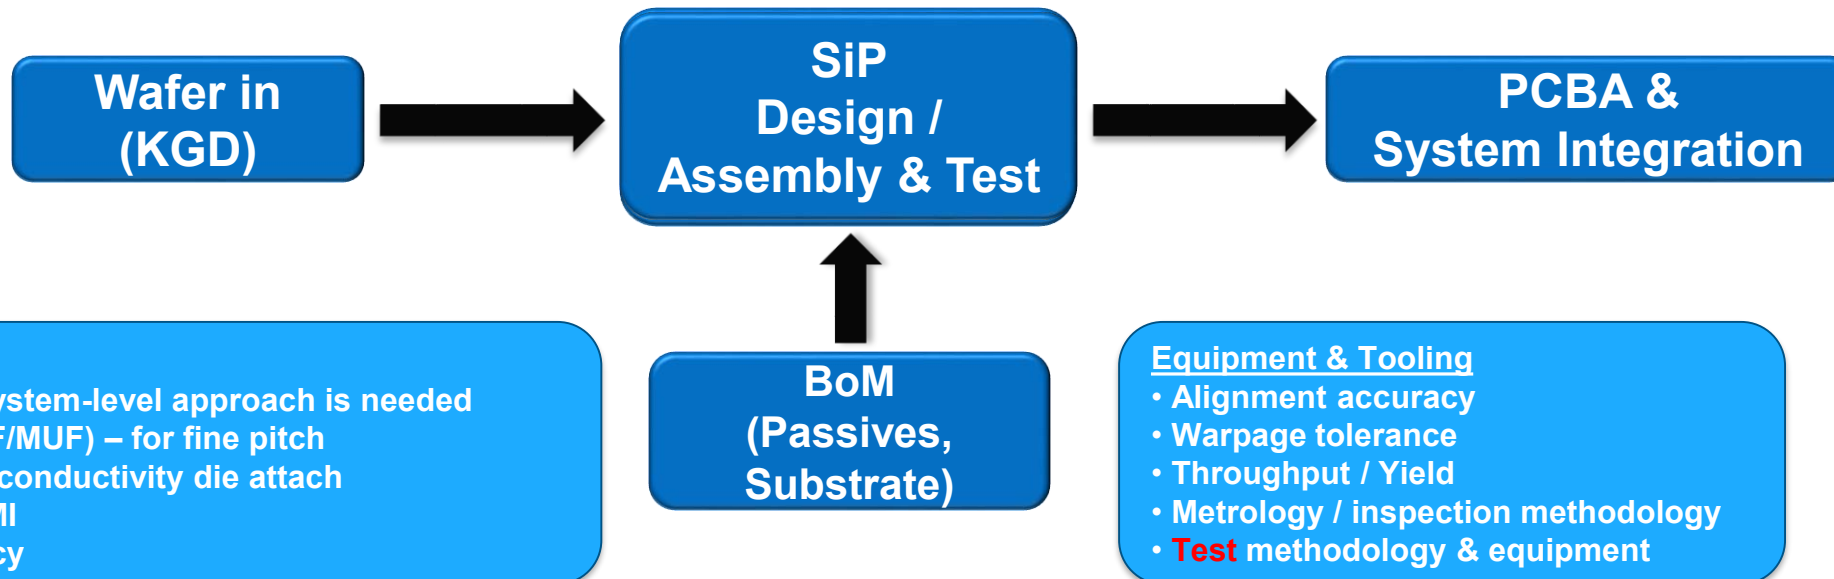 Wafer in
(KGD)
SiP
Design /
Assembly & Test
PCBA &
System Integration
system-level approach is needed
/MUF) – for fine pitch
conductivity die attach
BoM
(Passives,
Substrate)
Equipment & Tooling
• Alignment accuracy
• Warpage tolerance
• Throughput / Yield
• Metrology / inspection methodology
• Test methodology & equipment